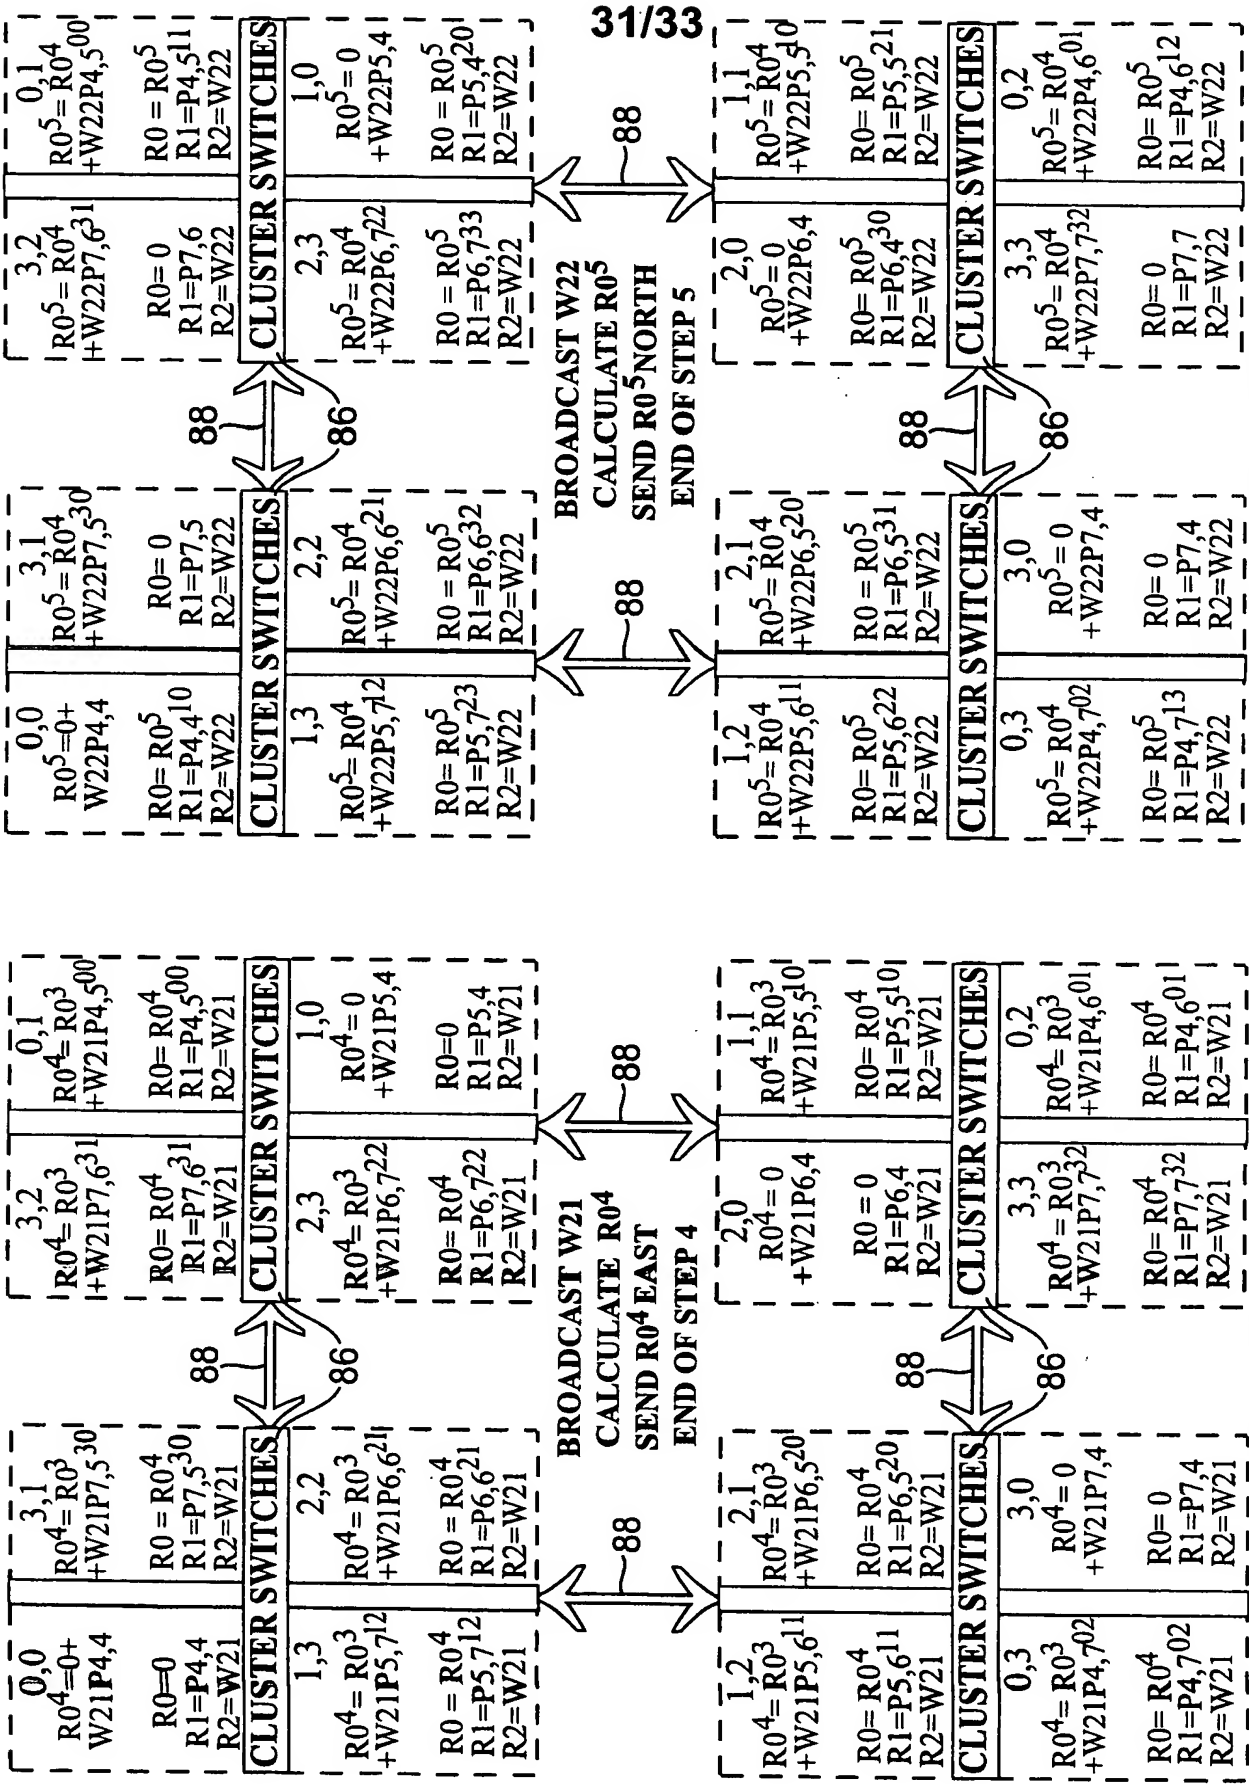 31/33
0,0
R0⁴=0+
W21P4,4
R0=0
R1=P4,4
R2=W21
3,1
R0⁴= R0³
+W21P7,5³⁰
R0 = R0⁴
R1=P7,5³⁰
R2=W21
CLUSTER SWITCHES
1,3
R0⁴= R0³
+W21P5,7¹²
R0 = R0⁴
R1=P5,7¹²
R2=W21
2,2
R0⁴= R0³
+W21P6,6²¹
R0 = R0⁴
R1=P6,6²¹
R2=W21
88
86
3,2
R0⁴= R0³
+W21P7,6³¹
R0= R0⁴
R1=P7,6³¹
R2=W21
0,1
R0⁴= R0³
+W21P4,5⁰⁰
R0= R0⁴
R1=P4,5⁰⁰
R2=W21
CLUSTER SWITCHES
2,3
R0⁴= R0³
+W21P6,7²²
R0= R0⁴
R1=P6,7²²
R2=W21
1,0
R0⁴= 0
+W21P5,4
R0=0
R1=P5,4
R2=W21
88
BROADCAST W21
CALCULATE R0⁴
SEND R0⁴ EAST
END OF STEP 4
88
1,2
R0⁴= R0³
+W21P5,6¹¹
R0= R0⁴
R1=P5,6¹¹
R2=W21
2,1
R0⁴= R0³
+W21P6,5²⁰
R0= R0⁴
R1=P6,5²⁰
R2=W21
CLUSTER SWITCHES
0,3
R0⁴= R0³
+W21P4,7⁰²
R0= R0⁴
R1=P4,7⁰²
R2=W21
3,0
R0⁴= 0
+W21P7,4
R0= 0
R1=P7,4
R2=W21
88
86
2,0
R0⁴= 0
+W21P6,4
R0= 0
R1=P6,4
R2=W21
1,1
R0⁴= R0³
+W21P5,5¹⁰
R0= R0⁴
R1=P5,5¹⁰
R2=W21
CLUSTER SWITCHES
3,3
R0⁴= R0³
+W21P7,7³²
R0= R0⁴
R1=P7,7³²
R2=W21
0,2
R0⁴= R0³
+W21P4,6⁰¹
R0= R0⁴
R1=P4,6⁰¹
R2=W21
0,0
R0⁵=0+
W22P4,4
R0= R0⁵
R1=P4,4¹⁰
R2=W22
3,1
R0⁵= R0⁴
+W22P7,5³⁰
R0= 0
R1=P7,5
R2=W22
CLUSTER SWITCHES
1,3
R0⁵= R0⁴
+W22P5,7¹²
R0= R0⁵
R1=P5,7²³
R2=W22
2,2
R0⁵= R0⁴
+W22P6,6²¹
R0 = R0⁵
R1=P6,6³²
R2=W22
88
86
3,2
R0⁵= R0⁴
+W22P7,6³¹
R0= 0
R1=P7,6
R2=W22
0,1
R0⁵= R0⁴
+W22P4,5⁰⁰
R0 = R0⁵
R1=P4,5¹¹
R2=W22
CLUSTER SWITCHES
2,3
R0⁵= R0⁴
+W22P6,7²²
R0 = R0⁵
R1=P6,7³³
R2=W22
1,0
R0⁵= 0
+W22P5,4
R0= R0⁵
R1=P5,4²⁰
R2=W22
88
BROADCAST W22
CALCULATE R0⁵
SEND R0⁵ NORTH
END OF STEP 5
88
1,2
R0⁵= R0⁴
+W22P5,6¹¹
R0= R0⁵
R1=P5,6²²
R2=W22
2,1
R0⁵= R0⁴
+W22P6,5²⁰
R0= R0⁵
R1=P6,5³¹
R2=W22
CLUSTER SWITCHES
0,3
R0⁵= R0⁴
+W22P4,7⁰²
R0= R0⁵
R1=P4,7¹³
R2=W22
3,0
R0⁵= 0
+W22P7,4
R0= 0
R1=P7,4
R2=W22
88
86
2,0
R0⁵= 0
+W22P6,4
R0= R0⁵
R1=P6,4³⁰
R2=W22
1,1
R0⁵= R0⁴
+W22P5,5¹⁰
R0= R0⁵
R1=P5,5²¹
R2=W22
CLUSTER SWITCHES
3,3
R0⁵= R0⁴
+W22P7,7³²
R0= 0
R1=P7,7
R2=W22
0,2
R0⁵= R0⁴
+W22P4,6⁰¹
R0= R0⁵
R1=P4,6¹²
R2=W22